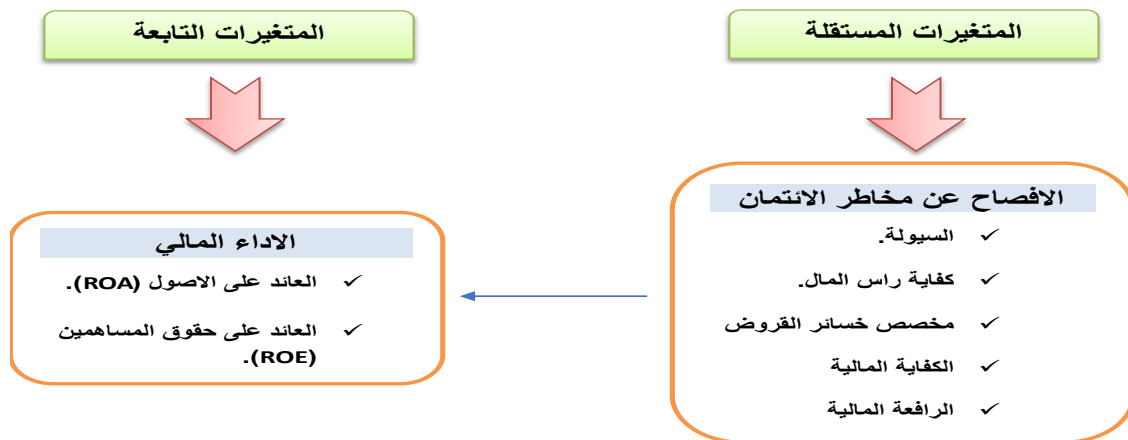 المتغيرات المستقلة
المتغيرات التابعة
الافصاح عن مخاطر الائتمان
✓ السيولة.
✓ كفاية راس المال.
✓ مخصص خسائر القروض
✓ الكفاية المالية
✓ الرافعة المالية
الاداء المالي
✓ العائد على الاصول (ROA).
✓ العائد على حقوق المساهمين
(ROE).